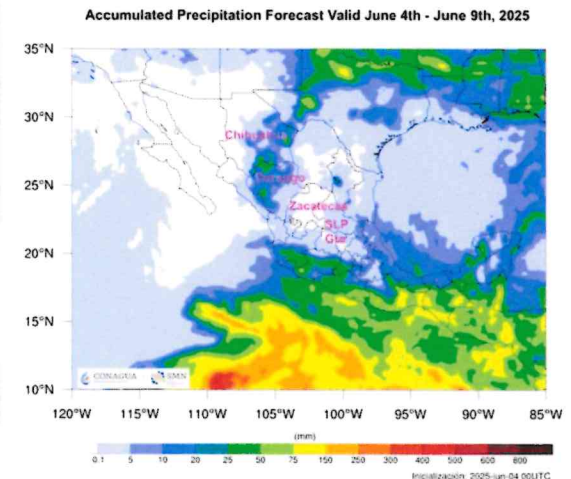 Accumulated Precipitation Forecast Valid June 4th - June 9th, 2025
35°N
30°N
25°N
20°N
15°N
10°N
Chihuahua
Durango
Zacatecas
SLP
Gto
CONAGUA
SMN
120°W 115°W 110°W 105°W 100°W 95°W 90°W 85°W
(mm)
0.1 5 10 20 25 50 75 150 250 300 400 500 600 800
Inicialización: 2025-jun-04 00UTC